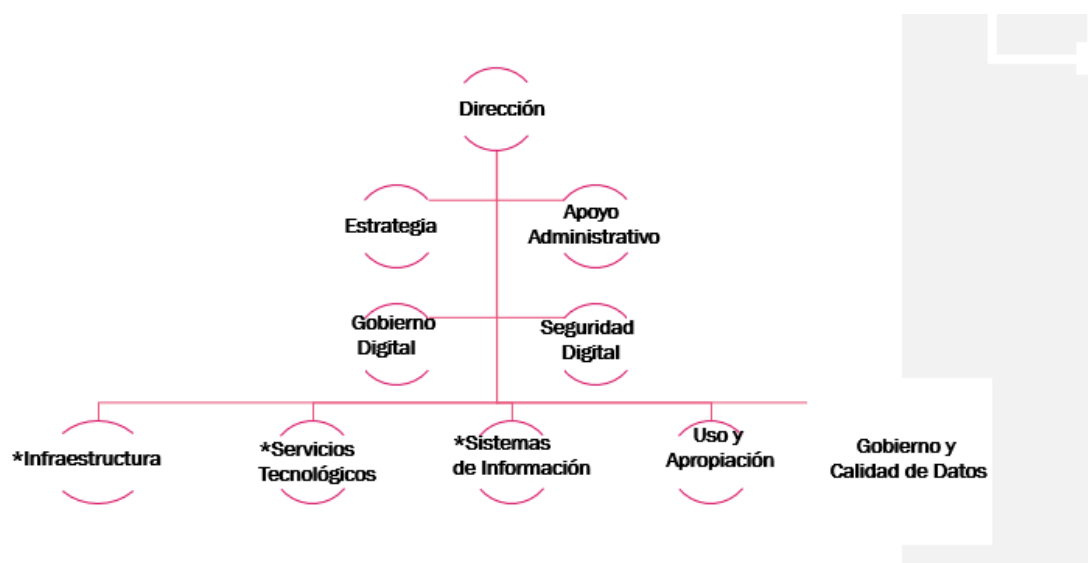 Dirección
Estrategia
Apoyo
Administrativo
Gobierno
Digital
Seguridad
Digital
*Infraestructura
*Servicios
Tecnológicos
*Sistemas
de Información
Uso y
Apropiación
Gobierno y
Calidad de Datos